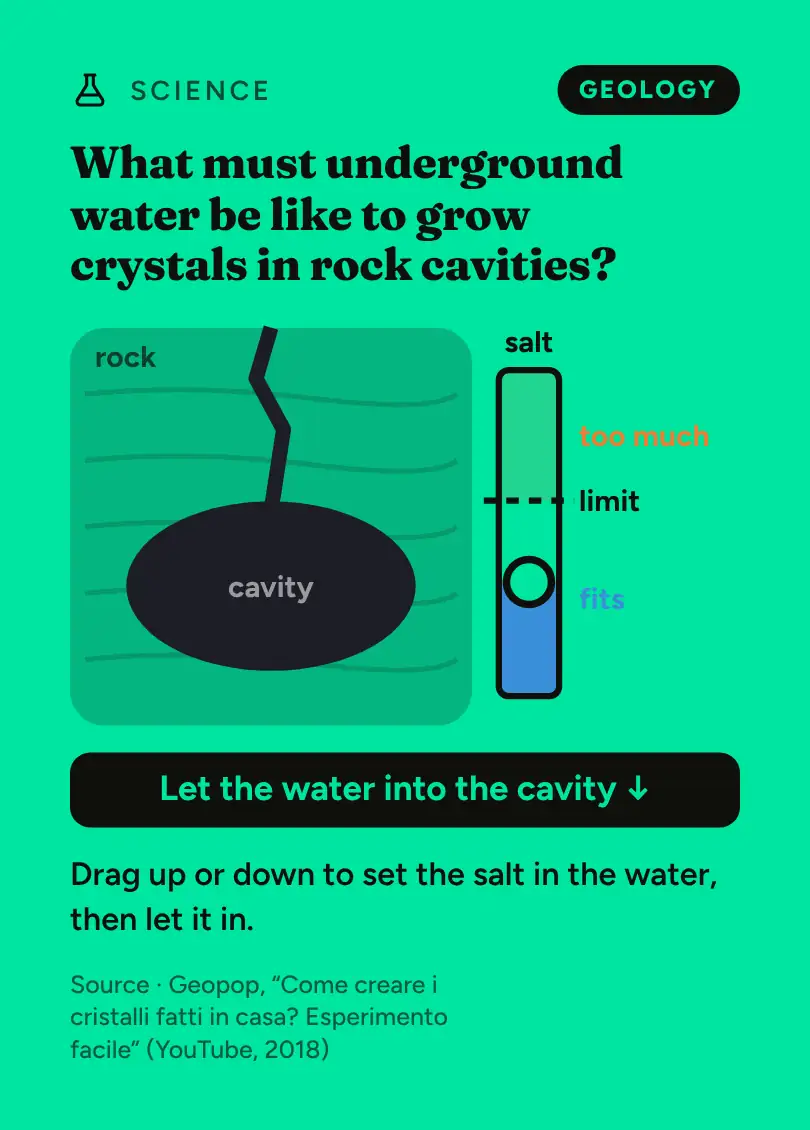 SCIENCE
GEOLOGY
What must underground
water be like to grow
crystals in rock cavities?
rock
salt
too much
limit
cavity
fits
Let the water into the cavity ↓
Drag up or down to set the salt in the water,
then let it in.
Source · Geopop, “Come creare i
cristalli fatti in casa? Esperimento
facile” (YouTube, 2018)